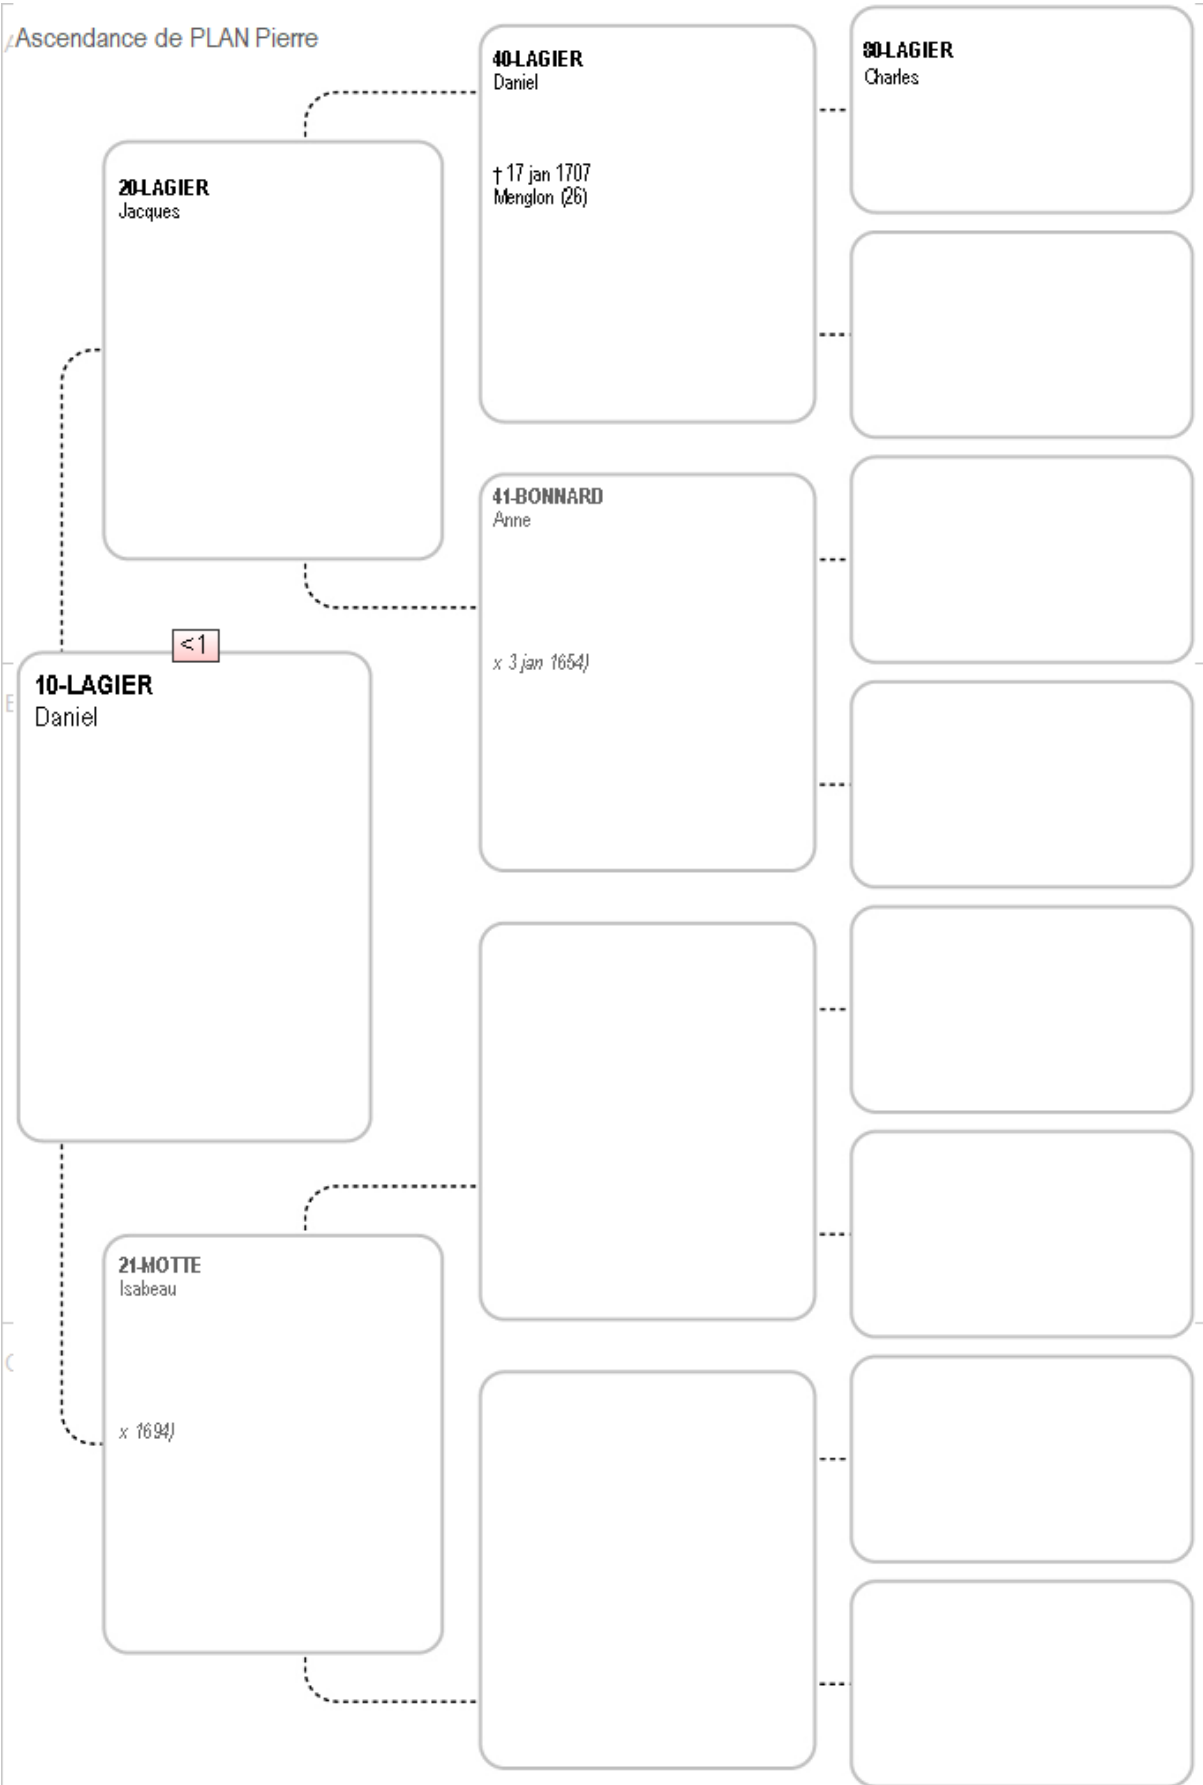 Ascendance de PLAN Pierre
40-LAGIER
Daniel
† 17 jan 1707
Menglon (26)
80-LAGIER
Charles
20-LAGIER
Jacques
41-BONNARD
Anne
x 3 jan 1654)
<1
10-LAGIER
Daniel
21-MOTTE
Isabeau
x 1694)